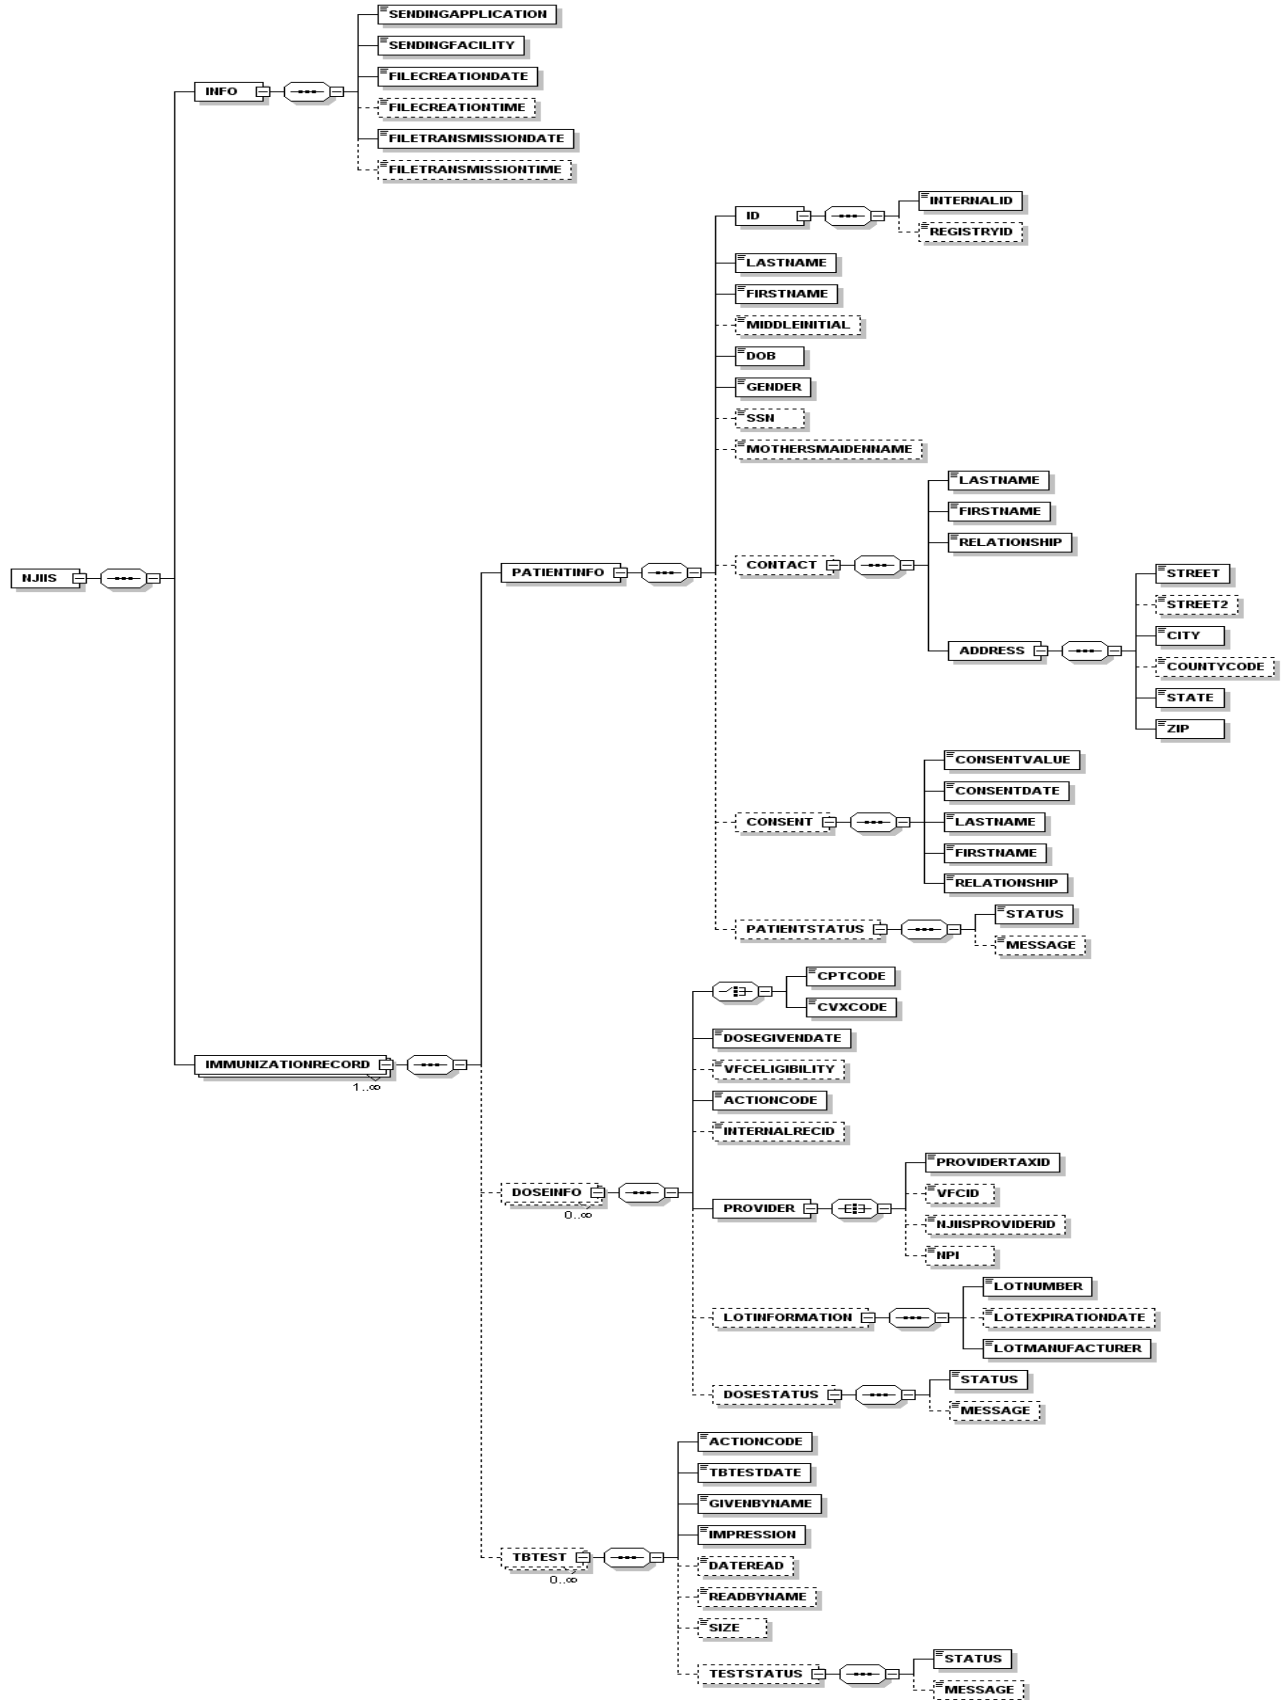 SENDINGAPPLICATION
SENDINGFACILITY
INFO
FILECREATIONDATE
FILECREATIONTIME
FILETRANSMISSIONDATE
FILETRANSMISSIONTIME
ID
INTERNALID
REGISTRYID
LASTNAME
FIRSTNAME
MIDDLEINITIAL
DOB
GENDER
SSN
MOTHERSMAIDENNAME
NJIIS
PATIENTINFO
CONTACT
LASTNAME
FIRSTNAME
RELATIONSHIP
ADDRESS
STREET
STREET2
CITY
COUNTYCODE
STATE
ZIP
CONSENT
CONSENTVALUE
CONSENTDATE
LASTNAME
FIRSTNAME
RELATIONSHIP
PATIENTSTATUS
STATUS
MESSAGE
IMMUNIZATIONRECORD
1..∞
CPTCODE
CVXCODE
DOSEGIVENDATE
VFCELIGIBILITY
ACTIONCODE
INTERNALRECID
DOSEINFO
0..∞
PROVIDER
PROVIDERTAXID
VFCID
NJIISPROVIDERID
NPI
LOTINFORMATION
LOTNUMBER
LOTEXPIRATIONDATE
LOTMANUFACTURER
DOSESTATUS
STATUS
MESSAGE
ACTIONCODE
TBTESTDATE
GIVENBYNAME
IMPRESSION
TBTEST
0..∞
DATEREAD
READBYNAME
SIZE
TESTSTATUS
STATUS
MESSAGE